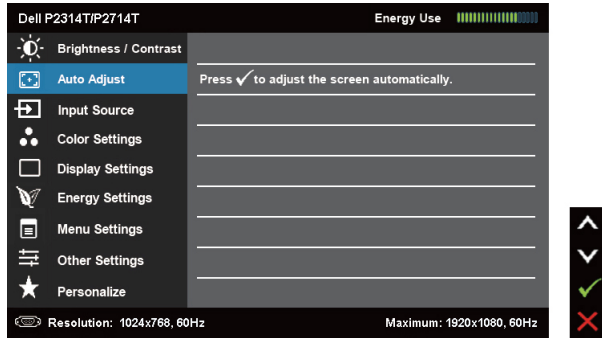 Dell P2314T/P2714T Energy Use
Brightness / Contrast
Auto Adjust Press ✓ to adjust the screen automatically.
Input Source
Color Settings
Display Settings
Energy Settings
Menu Settings
Other Settings
Personalize
Resolution: 1024x768, 60Hz Maximum: 1920x1080, 60Hz